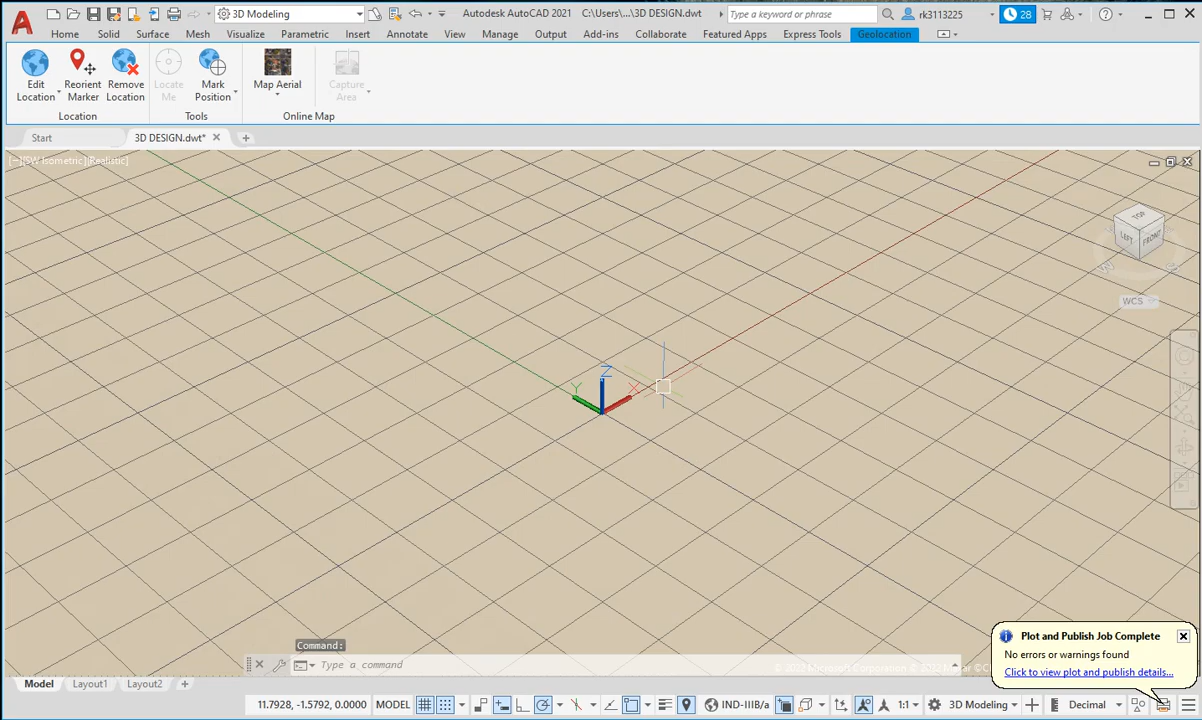 3D Modeling
Autodesk AutoCAD 2021 C:\Users\...\3D DESIGN.dwt
Type a keyword or phrase
rk3113225
28
Home Solid Surface Mesh Visualize Parametric Insert Annotate View Manage Output Add-ins Collaborate Featured Apps Express Tools Geolocation
Edit Location
Reorient Marker
Remove Location
Locate Me
Mark Position
Map Aerial
Capture Area
Location Tools Online Map
Start 3D DESIGN.dwt*
[−][SW Isometric][Realistic]
TOP
LEFT FRONT
W S
WCS
Z
Y X
Plot and Publish Job Complete
No errors or warnings found
Click to view plot and publish details...
Command:
Type a command
Model Layout1 Layout2
11.7928, -1.5792, 0.0000 MODEL IND-IIIB/a 1:1 3D Modeling Decimal